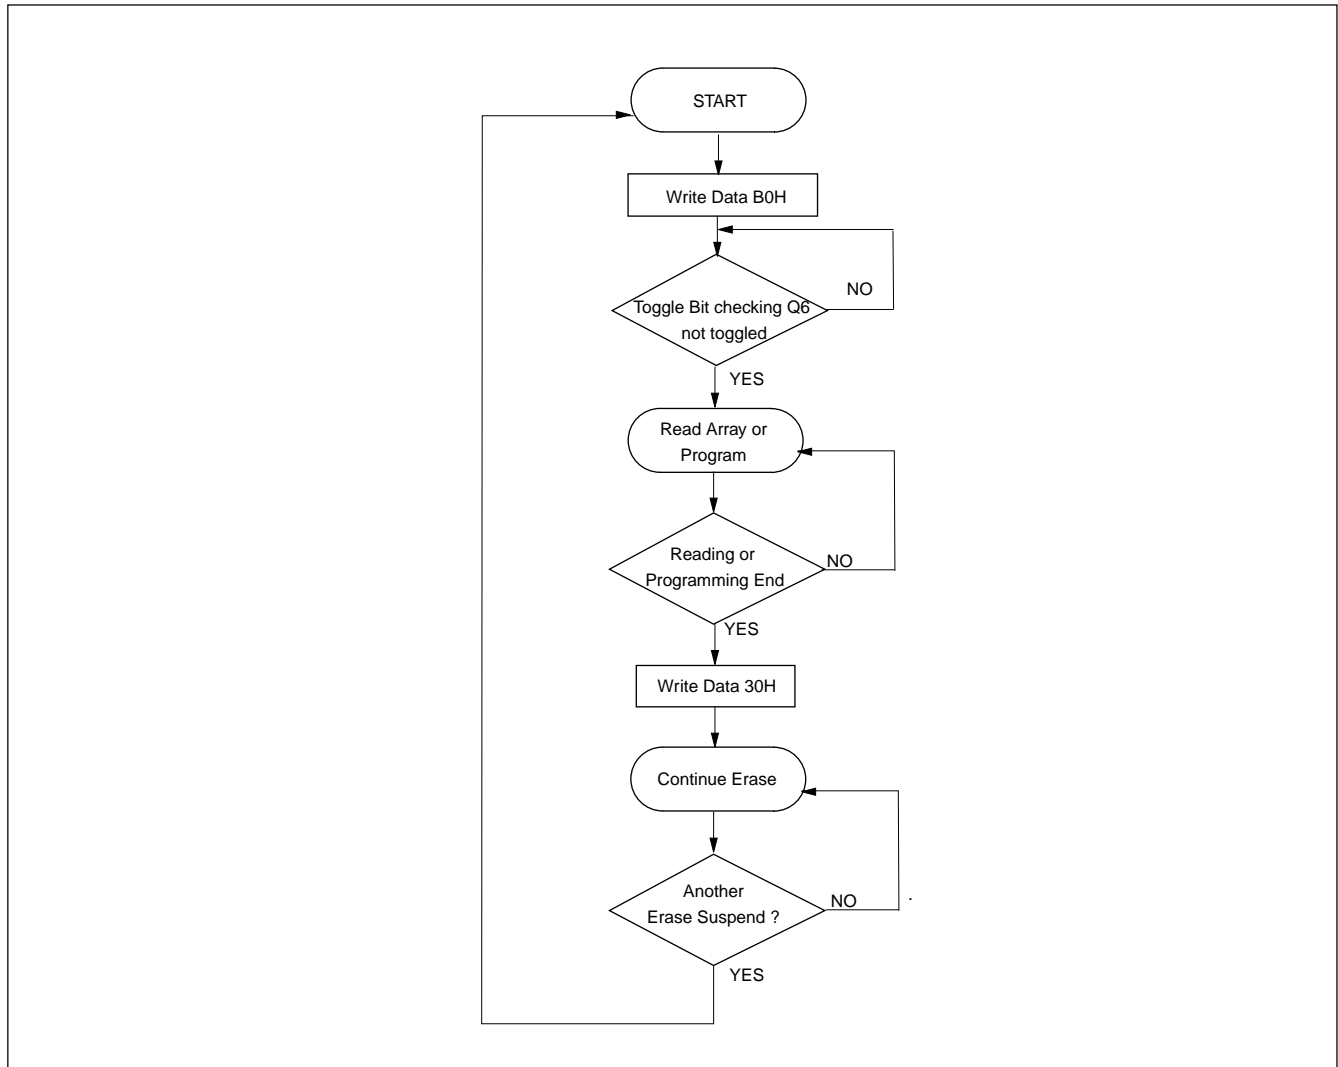 START
Write Data B0H
NO
Toggle Bit checking Q6
not toggled
YES
Read Array or
Program
Reading or
NO
Programming End
YES
Write Data 30H
Continue Erase
Another
NO
Erase Suspend ?
YES